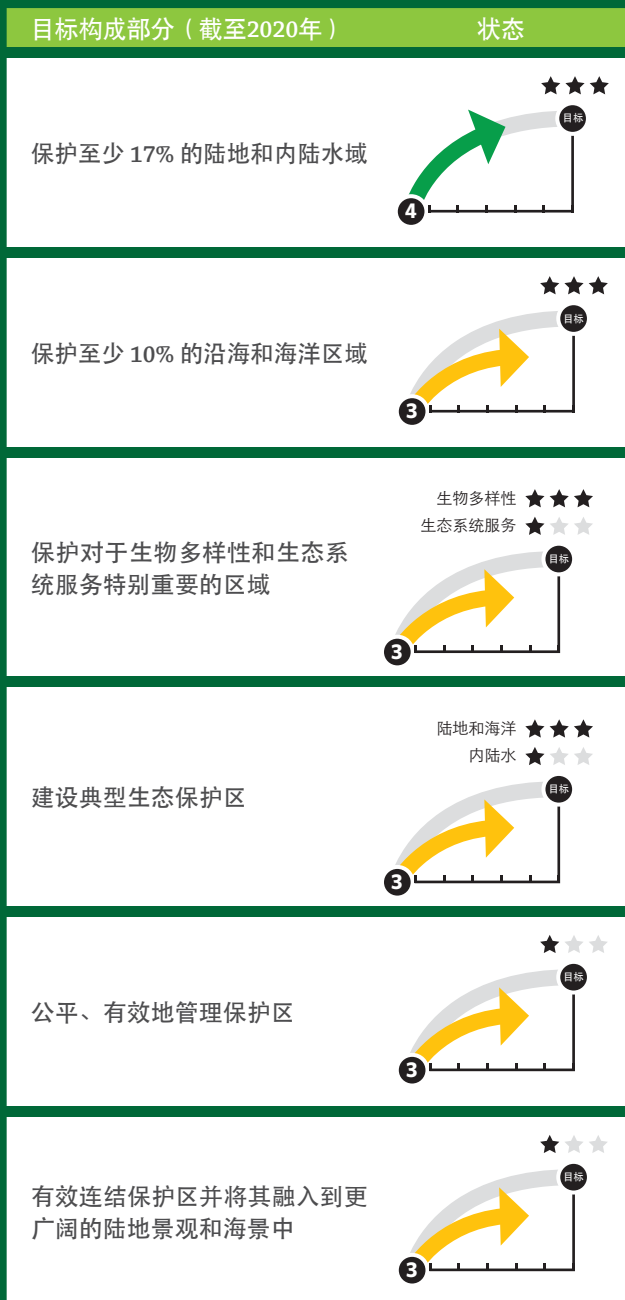 目标构成部分（截至2020年） 状态
保护至少 17% 的陆地和内陆水域
目标
4
保护至少 10% 的沿海和海洋区域
目标
3
生物多样性
生态系统服务
保护对于生物多样性和生态系
统服务特别重要的区域
目标
3
陆地和海洋
内陆水
建设典型生态保护区
目标
3
公平、有效地管理保护区
目标
3
有效连结保护区并将其融入到更
广阔的陆地景观和海景中
目标
3